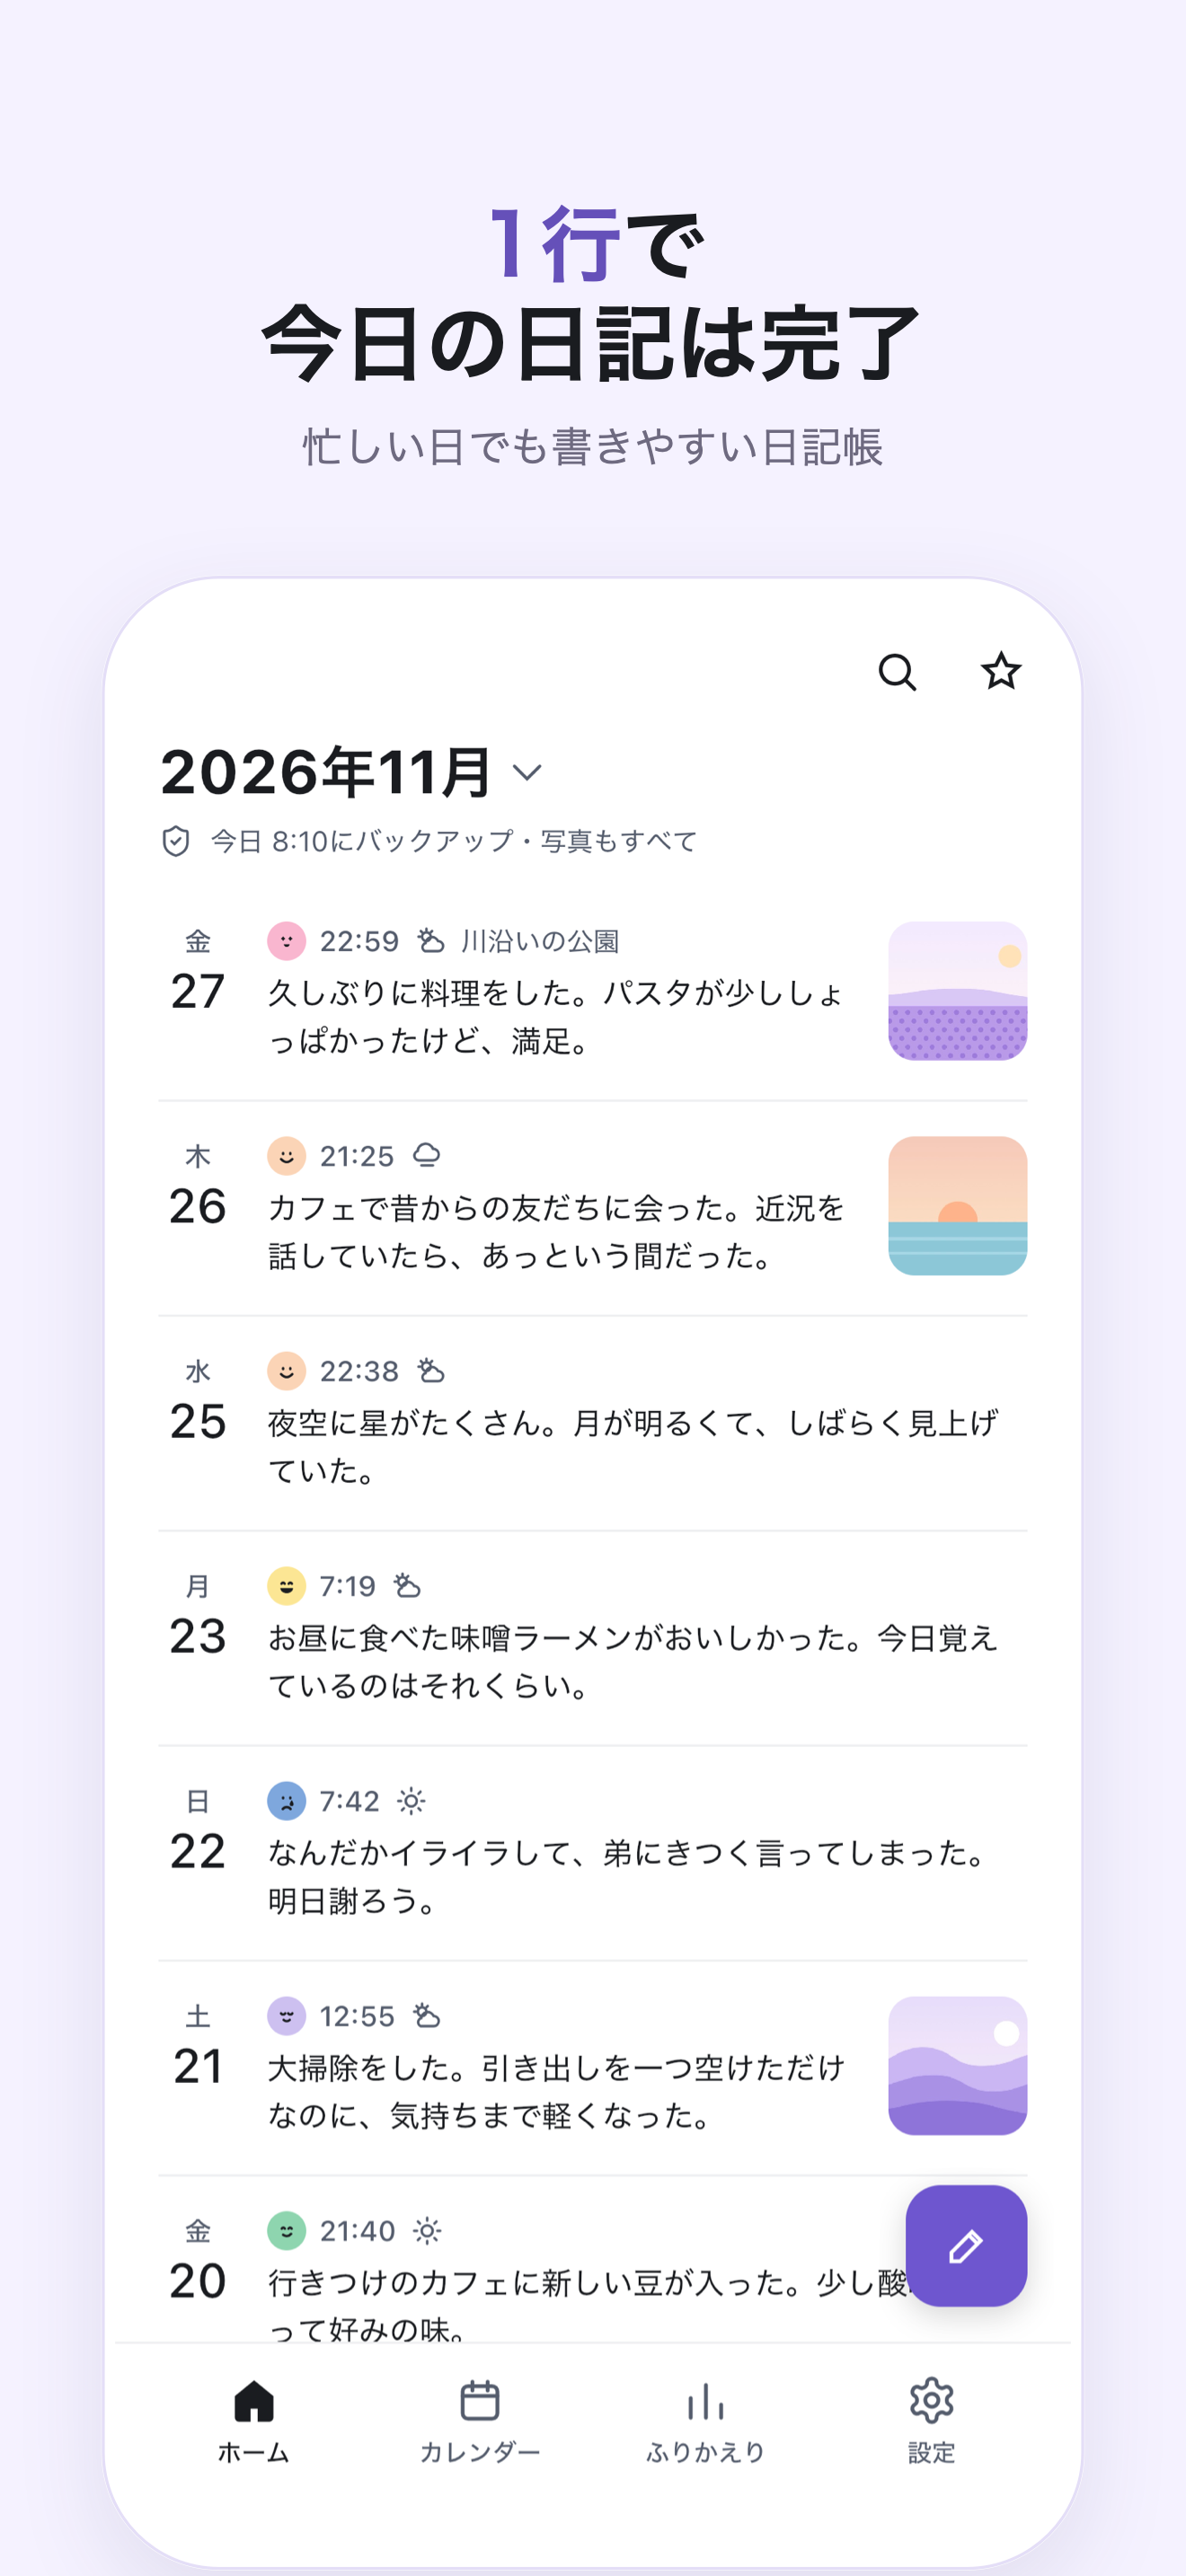 1行で
今日の日記は完了
忙しい日でも書きやすい日記帳
2026年11月
今日 8:10にバックアップ・写真もすべて
金
27
22:59 川沿いの公園
久しぶりに料理をした。パスタが少ししょ
っぱかったけど、満足。
木
26
21:25
カフェで昔からの友だちに会った。近況を
話していたら、あっという間だった。
水
25
22:38
夜空に星がたくさん。月が明るくて、しばらく見上げ
ていた。
月
23
7:19
お昼に食べた味噌ラーメンがおいしかった。今日覚え
ているのはそれくらい。
日
22
7:42
なんだかイライラして、弟にきつく言ってしまった。
明日謝ろう。
土
21
12:55
大掃除をした。引き出しを一つ空けただけ
なのに、気持ちまで軽くなった。
金
20
21:40
行きつけのカフェに新しい豆が入った。少し酸
って好みの味。
ホーム
カレンダー
ふりかえり
設定